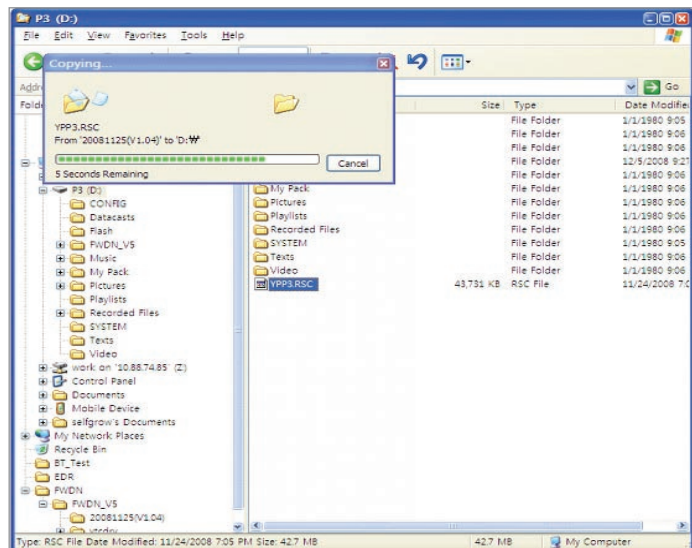 P3 (D:)
File Edit View Favorites Tools Help
Copying...
YPP3.RSC
From '20081125(V1.04)' to 'D:₩'
Cancel
5 Seconds Remaining
Go
Size Type Date Modifie
File Folder 1/1/1980 9:05
File Folder 1/1/1980 9:06
File Folder 1/1/1980 9:06
File Folder 12/5/2008 9:27
File Folder 1/1/1980 9:06
My Pack File Folder 1/1/1980 9:06
Pictures File Folder 1/1/1980 9:06
Playlists File Folder 1/1/1980 9:06
Recorded Files File Folder 1/1/1980 9:06
SYSTEM File Folder 1/1/1980 9:05
Texts File Folder 1/1/1980 9:06
Video File Folder 1/1/1980 9:06
YPP3.RSC 43,731 KB RSC File 11/24/2008 7:0
P3 (D:)
CONFIG
Datacasts
Flash
FWDN_V5
Music
My Pack
Pictures
Playlists
Recorded Files
SYSTEM
Texts
Video
work on '10.88.74.85' (Z:)
Control Panel
Documents
Mobile Device
selfgrow's Documents
My Network Places
Recycle Bin
BT_Test
EDR
FWDN
FWDN_V5
20081125(V1.04)
Type: RSC File Date Modified: 11/24/2008 7:05 PM Size: 42.7 MB 42.7 MB My Computer